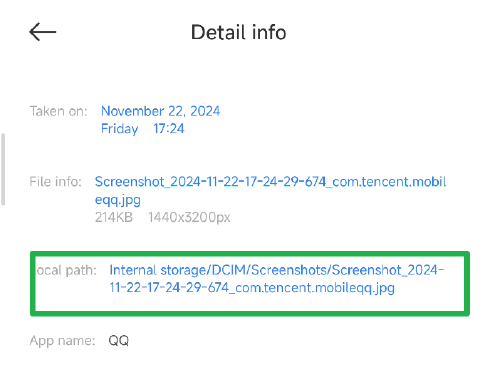 Detail info
Taken on: November 22, 2024
Friday 17:24
File info: Screenshot_2024-11-22-17-24-29-674_com.tencent.mobil
eqq.jpg
214KB 1440x3200px
ocal path: Internal storage/DCIM/Screenshots/Screenshot_2024-
11-22-17-24-29-674_com.tencent.mobileqq.jpg
App name: QQ